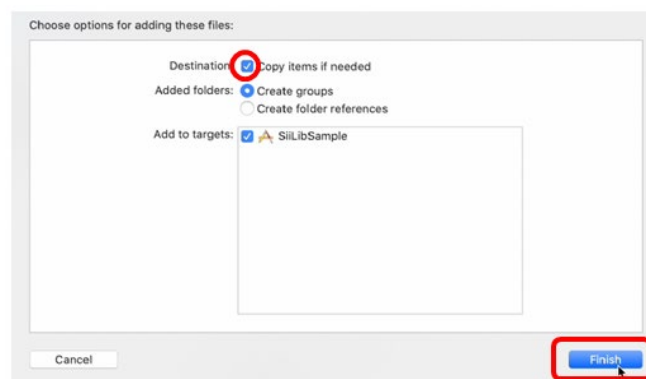 Choose options for adding these files:
Destination: Copy items if needed
Added folders: Create groups
Create folder references
Add to targets: SiiLibSample
Cancel Finish